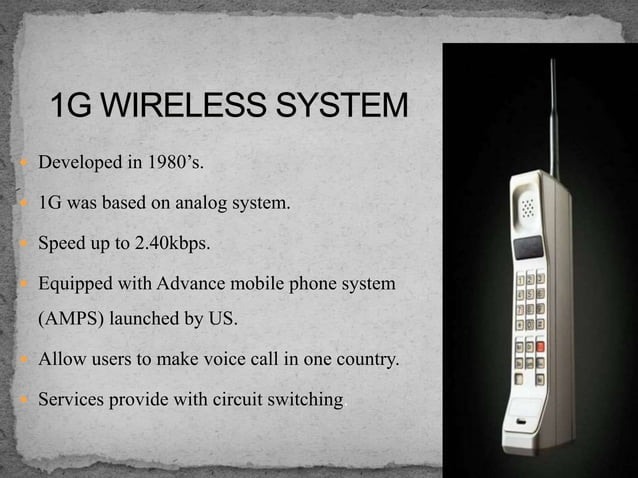 1G WIRELESS SYSTEM
Developed in 1980’s.
1G was based on analog system.
Speed up to 2.40kbps.
Equipped with Advance mobile phone system
(AMPS) launched by US.
Allow users to make voice call in one country.
Services provide with circuit switching